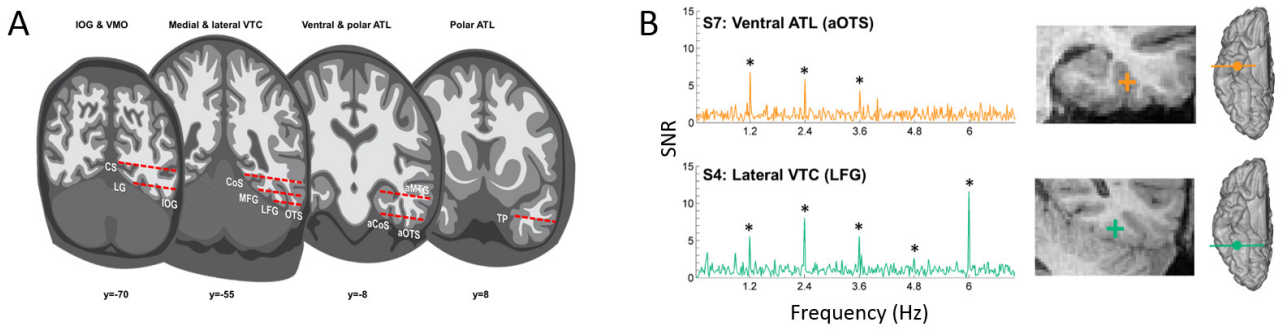 A
IOG & VMO
Medial & lateral VTC
Ventral & polar ATL
Polar ATL
CS
LG
IOG
CoS
MFG
LFG
OTS
aMTG
aCoS
aOTS
TP
y=-70
y=-55
y=-8
y=8
B
S7: Ventral ATL (aOTS)
15
10
5
0
* * *
1.2 2.4 3.6 4.8 6
SNR
S4: Lateral VTC (LFG)
15
10
5
0
* * * * *
1.2 2.4 3.6 4.8 6
Frequency (Hz)